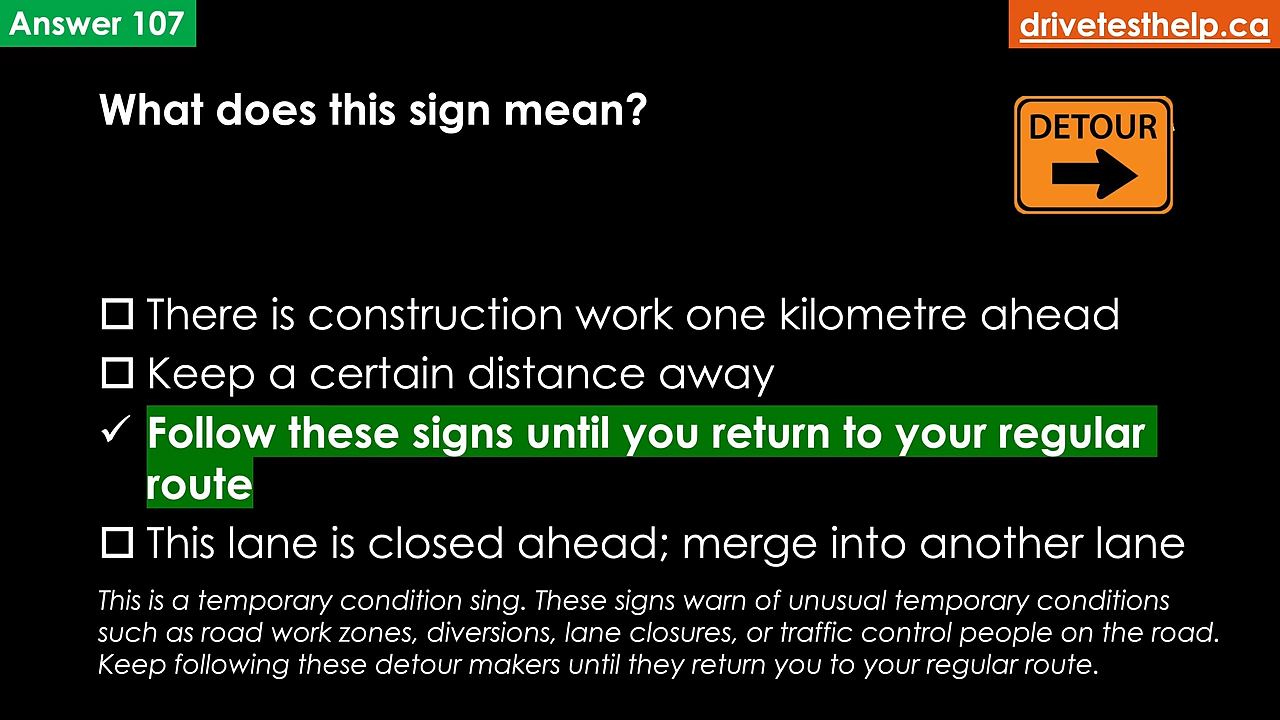 Answer 107
drivetesthelp.ca
What does this sign mean?
DETOUR
There is construction work one kilometre ahead
Keep a certain distance away
Follow these signs until you return to your regular
route
This lane is closed ahead; merge into another lane
This is a temporary condition sing. These signs warn of unusual temporary conditions
such as road work zones, diversions, lane closures, or traffic control people on the road.
Keep following these detour makers until they return you to your regular route.